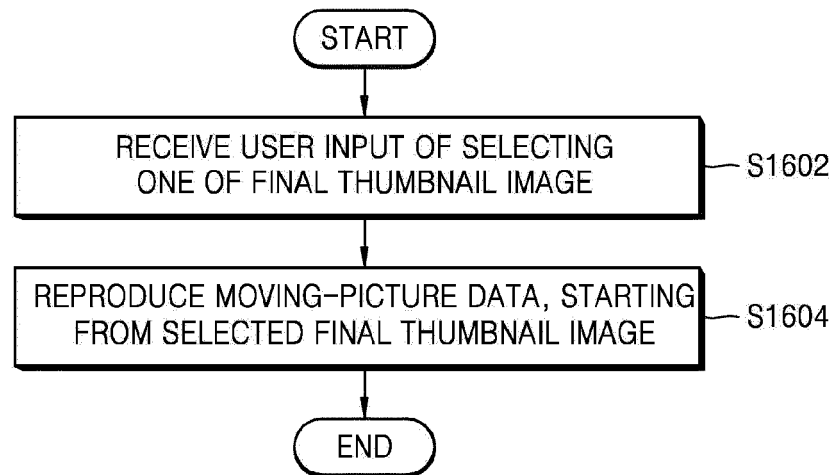 START
RECEIVE USER INPUT OF SELECTING
ONE OF FINAL THUMBNAIL IMAGE
S1602
REPRODUCE MOVING-PICTURE DATA, STARTING
FROM SELECTED FINAL THUMBNAIL IMAGE
S1604
END